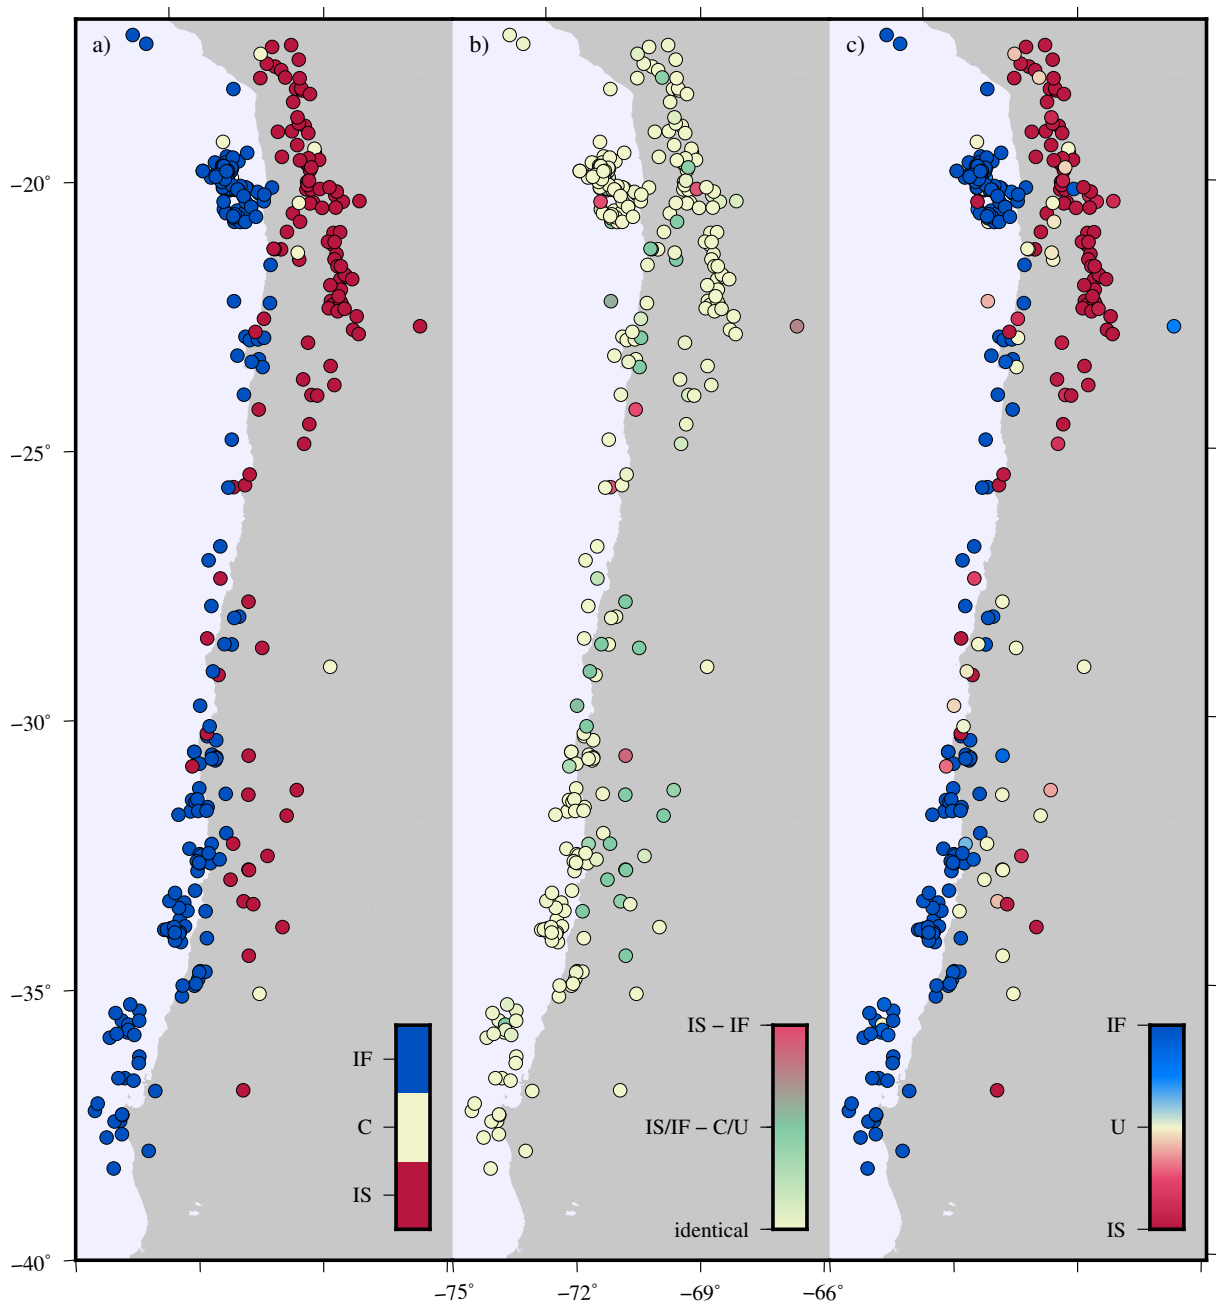 a)
b)
c)
−20˚
−25˚
−30˚
−35˚
−40˚
IF
C
IS
IS − IF
IS/IF − C/U
identical
IF
U
IS
−75˚
−72˚
−69˚
−66˚